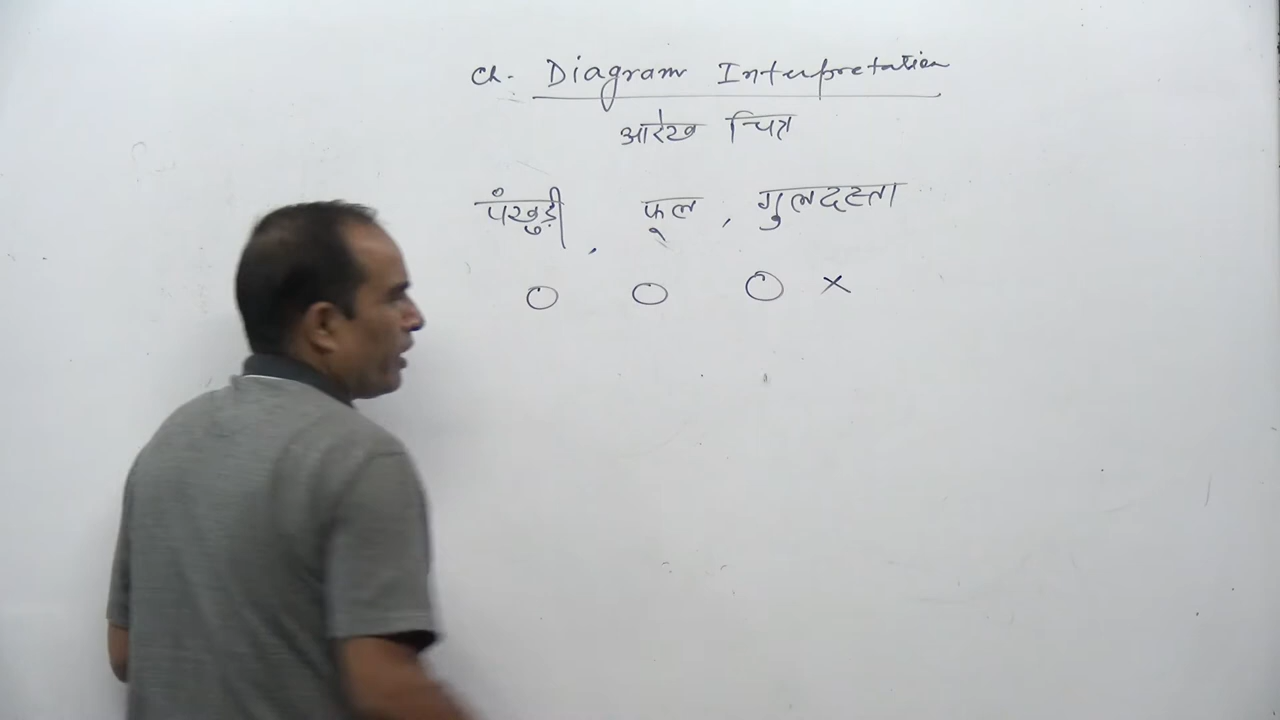 Ch. Diagram Interpretation
आरेख चित्र
पंखुड़ी, फूल, गुलदस्ता
○ ○ ○ ×